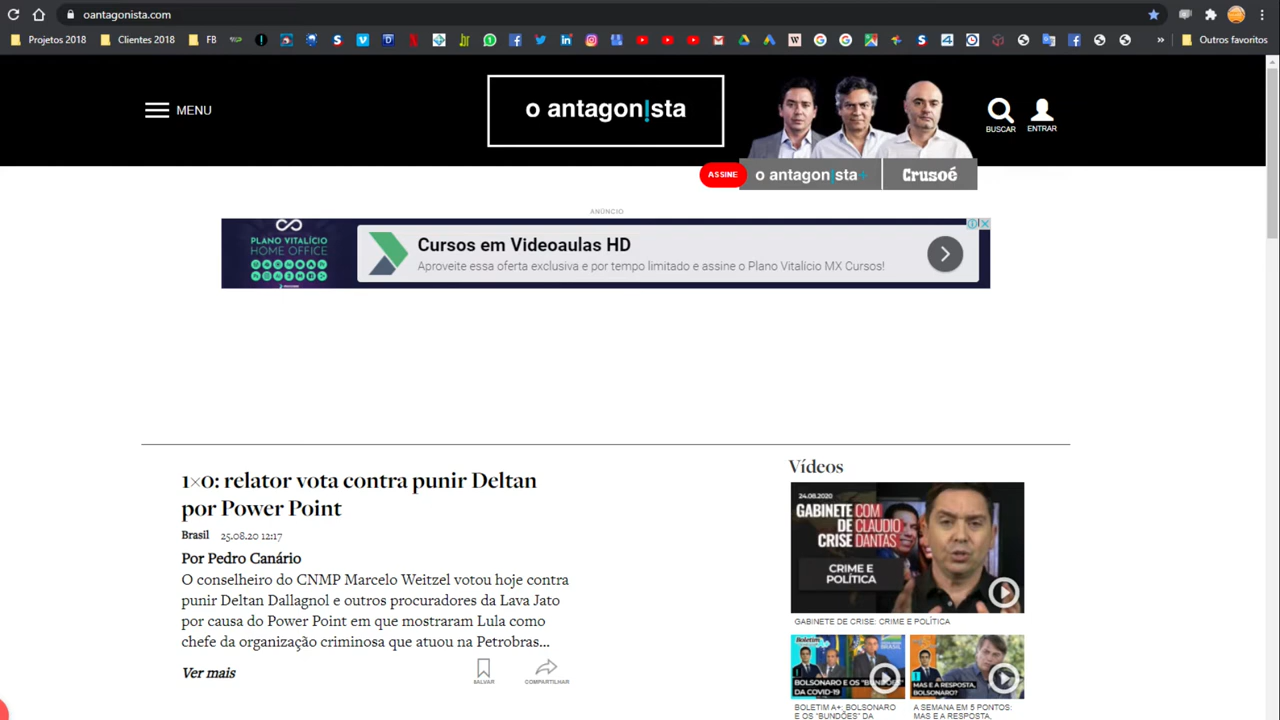 oantagonista.com
Projetos 2018
Clientes 2018
FB
Outros favoritos
MENU
o antagon!sta
BUSCAR
ENTRAR
ASSINE
o antagonista+
Crusoé
ANÚNCIO
PLANO VITALÍCIO
HOME OFFICE
Cursos em Videoaulas HD
Aproveite essa oferta exclusiva e por tempo limitado e assine o Plano Vitalício MX Cursos!
1×0: relator vota contra punir Deltan
por Power Point
Brasil 25.08.20 12:17
Por Pedro Canário
O conselheiro do CNMP Marcelo Weitzel votou hoje contra
punir Deltan Dallagnol e outros procuradores da Lava Jato
por causa do Power Point em que mostraram Lula como
chefe da organização criminosa que atuou na Petrobras...
Ver mais
SALVAR
COMPARTILHAR
Vídeos
24.08.2020
GABINETE COM
DE CLAUDIO
CRISE DANTAS
CRIME E
POLÍTICA
GABINETE DE CRISE: CRIME E POLÍTICA
Boletim
BOLSONARO E OS "BUNDÕES"
DA COVID-19
MAS E A RESPOSTA,
BOLSONARO?
BOLETIM A+: BOLSONARO
E OS "BUNDÕES" DA
A SEMANA EM 5 PONTOS:
MAS E A RESPOSTA,